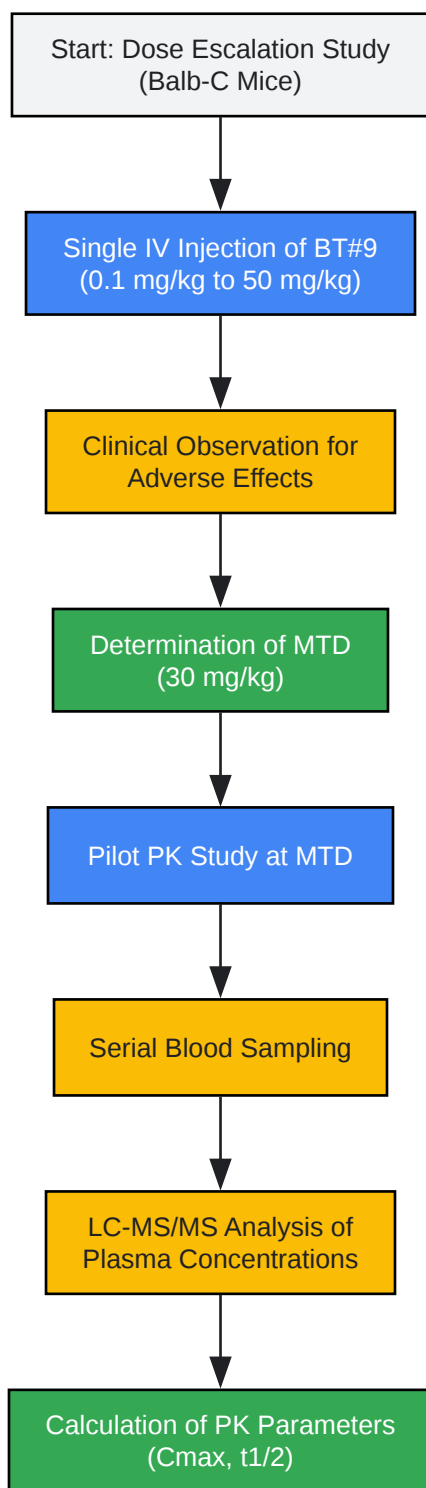 Start: Dose Escalation Study
(Balb-C Mice)
Single IV Injection of BT#9
(0.1 mg/kg to 50 mg/kg)
Clinical Observation for
Adverse Effects
Determination of MTD
(30 mg/kg)
Pilot PK Study at MTD
Serial Blood Sampling
LC-MS/MS Analysis of
Plasma Concentrations
Calculation of PK Parameters
(Cmax, t1/2)